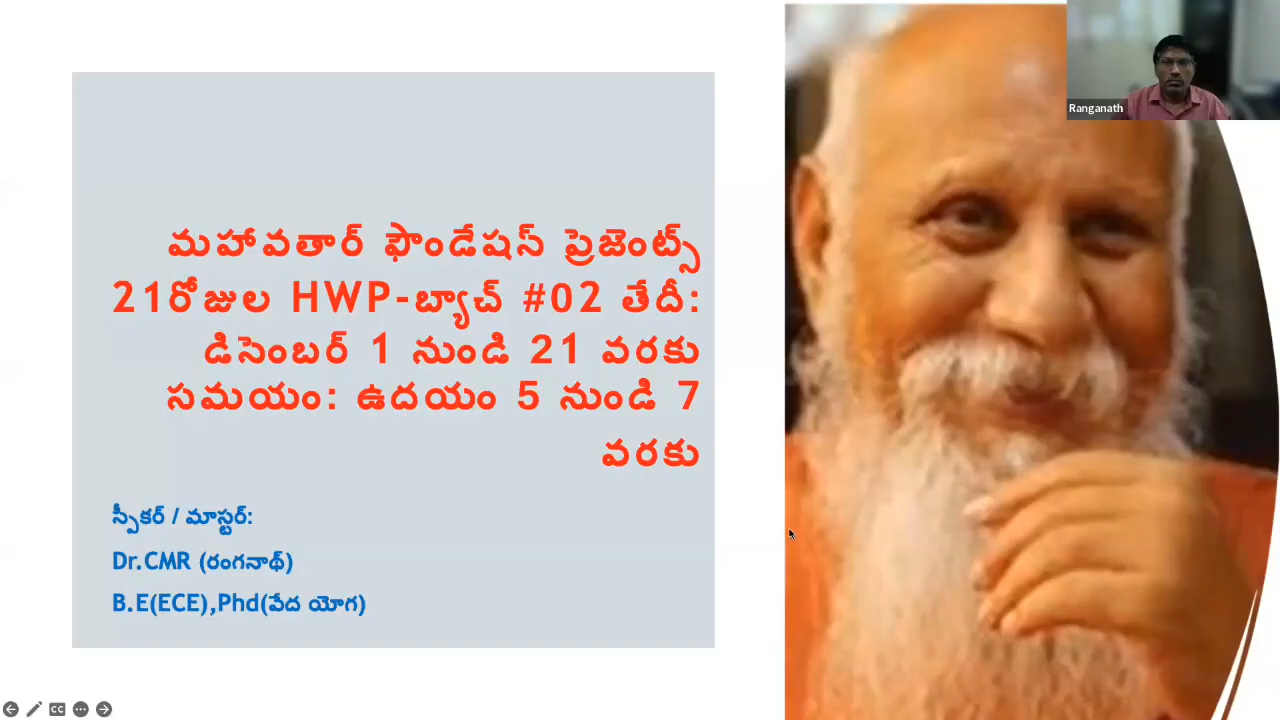 మహావతార్ ఫౌండేషన్ ప్రెజెంట్స్
21రోజుల HWP-బ్యాచ్ #02 తేదీ:
డిసెంబర్ 1 నుండి 21 వరకు
సమయం: ఉదయం 5 నుండి 7
వరకు
స్పీకర్ / మాస్టర్:
Dr.CMR (రంగనాథ్)
B.E(ECE),Phd(వేద యోగ)
Ranganath
CC